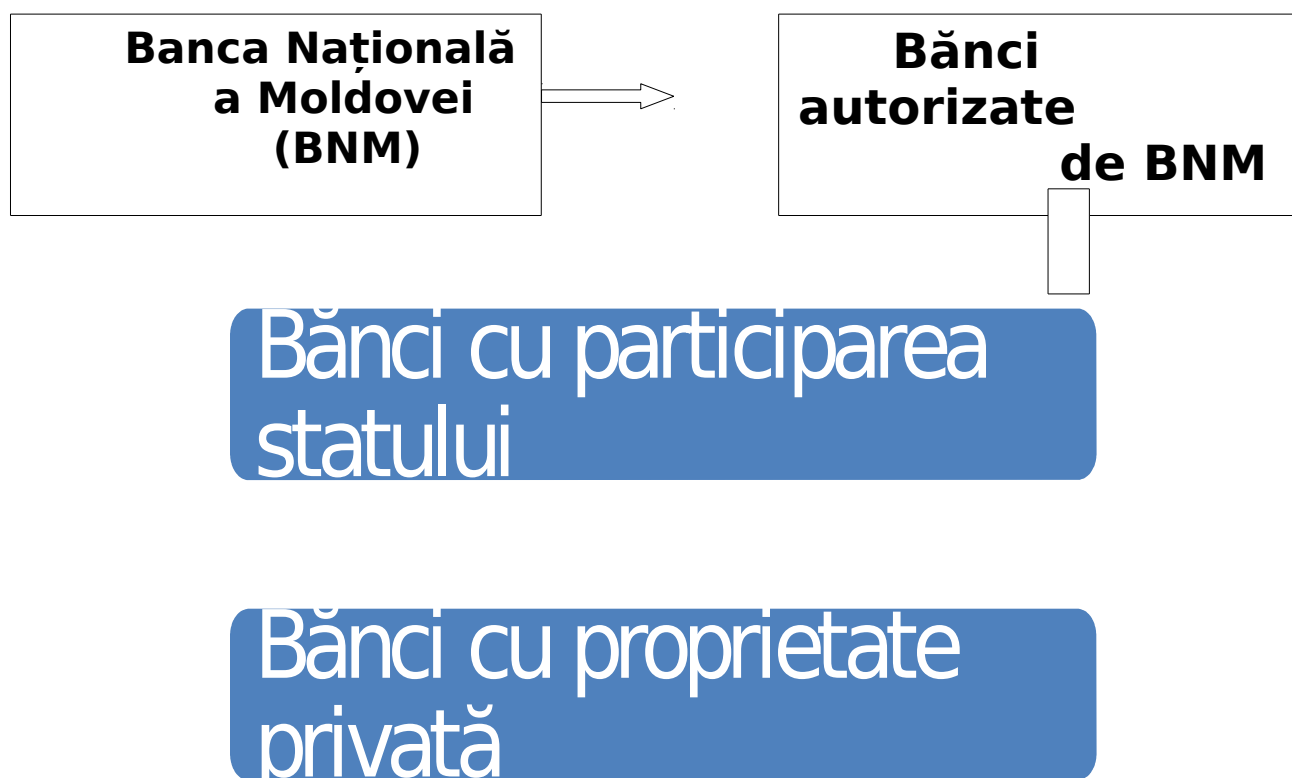 Banca Națională
a Moldovei
(BNM)
Bănci
autorizate
de BNM
Bănci cu participarea
statului
Bănci cu proprietate
privată